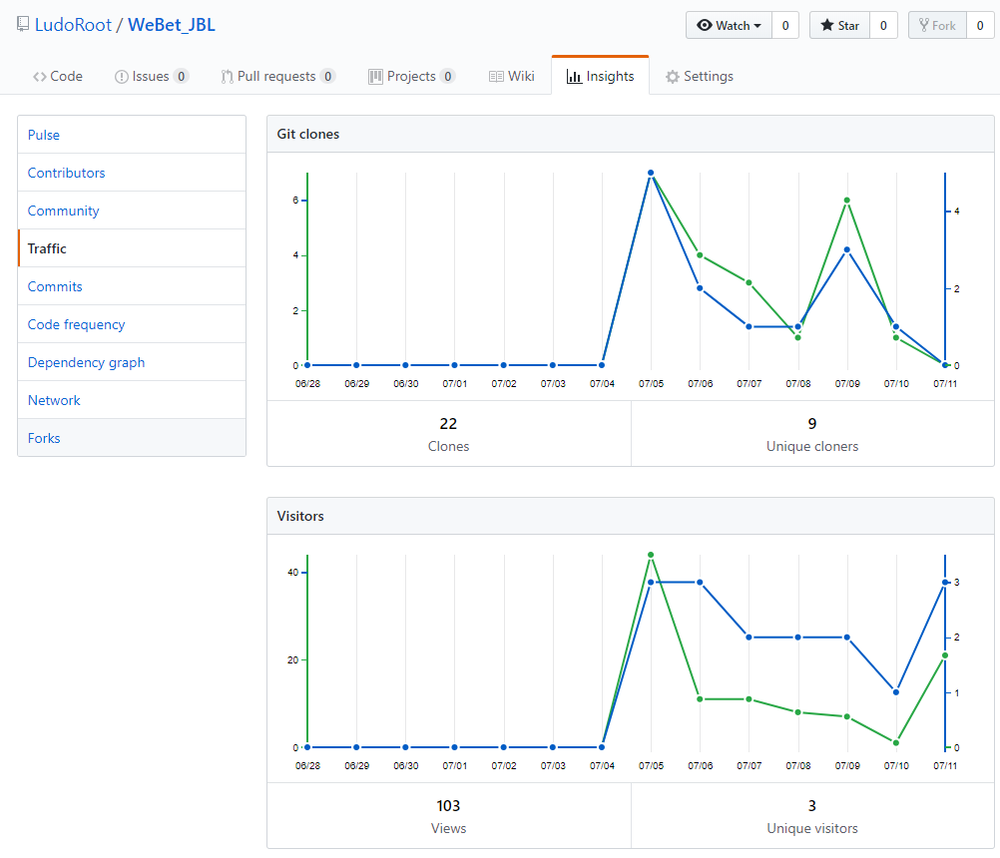 LudoRoot / WeBet_JBL
Watch 0 Star 0 Fork 0
Code Issues 0 Pull requests 0 Projects 0 Wiki Insights Settings
Pulse
Contributors
Community
Traffic
Commits
Code frequency
Dependency graph
Network
Forks
Git clones
6
4
2
0
4
2
0
06/28 06/29 06/30 07/01 07/02 07/03 07/04 07/05 07/06 07/07 07/08 07/09 07/10 07/11
22 9
Clones Unique cloners
Visitors
40
20
0
3
2
1
0
06/28 06/29 06/30 07/01 07/02 07/03 07/04 07/05 07/06 07/07 07/08 07/09 07/10 07/11
103 3
Views Unique visitors